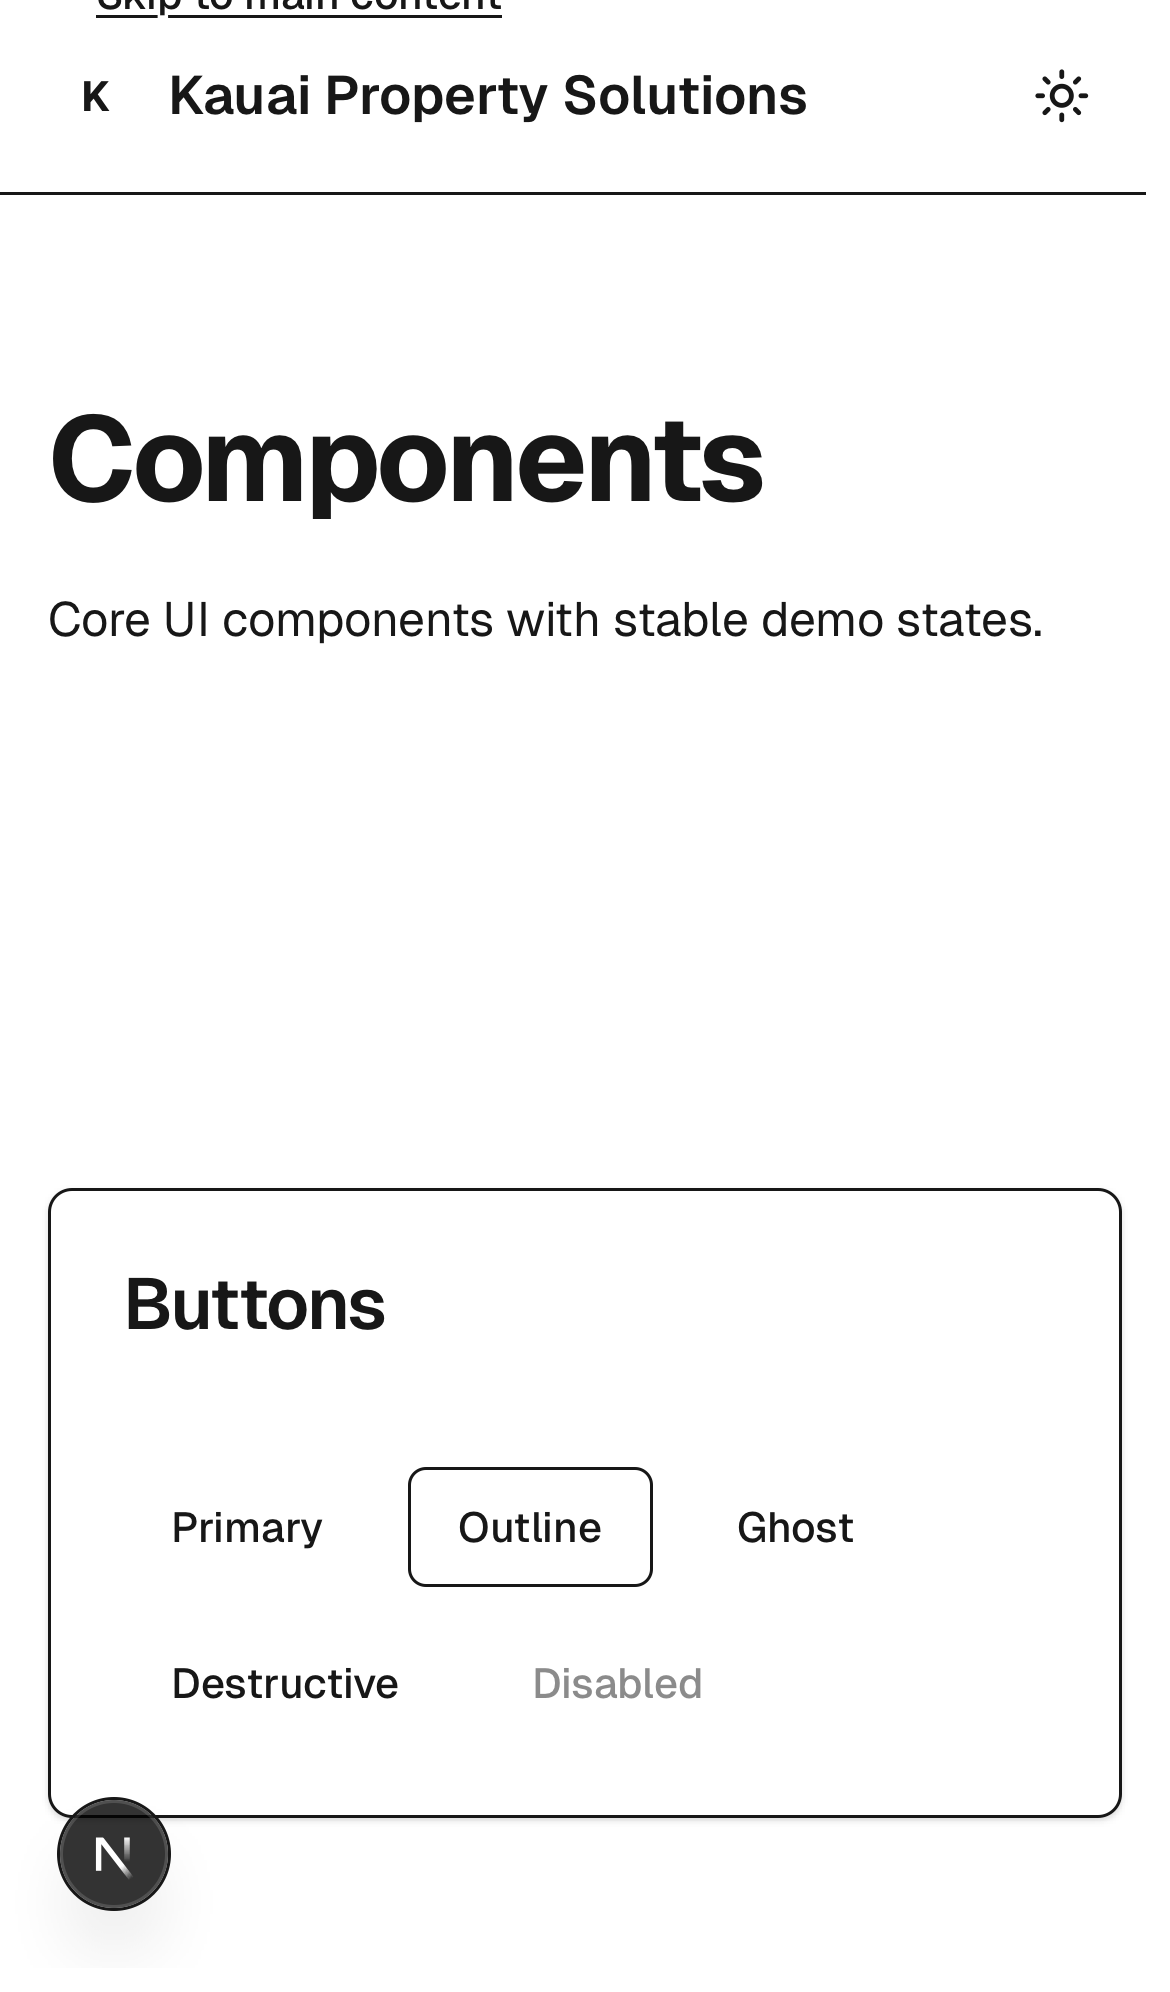 Skip to main content
K Kauai Property Solutions
Components
Core UI components with stable demo states.
Buttons
Primary Outline Ghost
Destructive Disabled
N